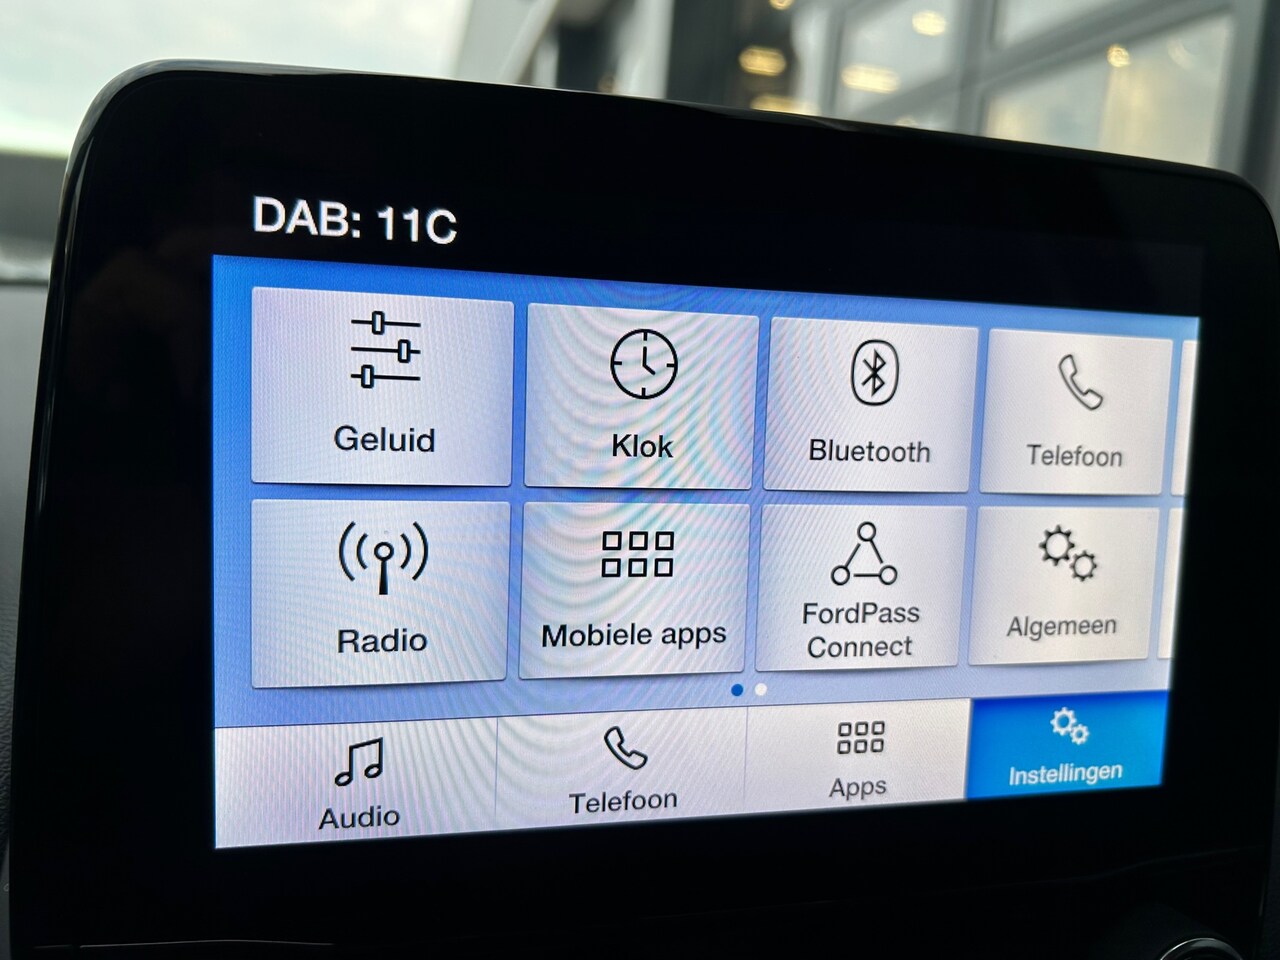 DAB: 11C
Geluid
Klok
Bluetooth
Telefoon
Radio
Mobiele apps
FordPass
Connect
Algemeen
Audio
Telefoon
Apps
Instellingen